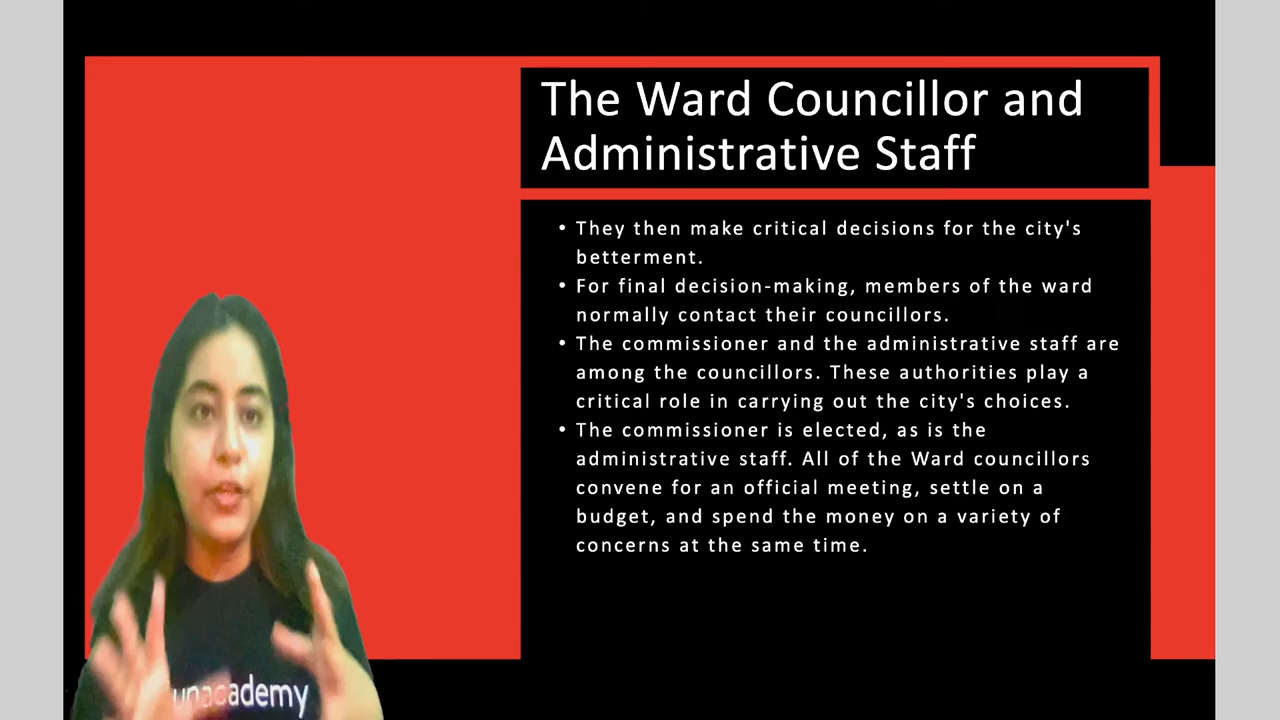 The Ward Councillor and
Administrative Staff
• They then make critical decisions for the city's
betterment.
• For final decision-making, members of the ward
normally contact their councillors.
• The commissioner and the administrative staff are
among the councillors. These authorities play a
critical role in carrying out the city's choices.
• The commissioner is elected, as is the
administrative staff. All of the Ward councillors
convene for an official meeting, settle on a
budget, and spend the money on a variety of
concerns at the same time.
unacademy